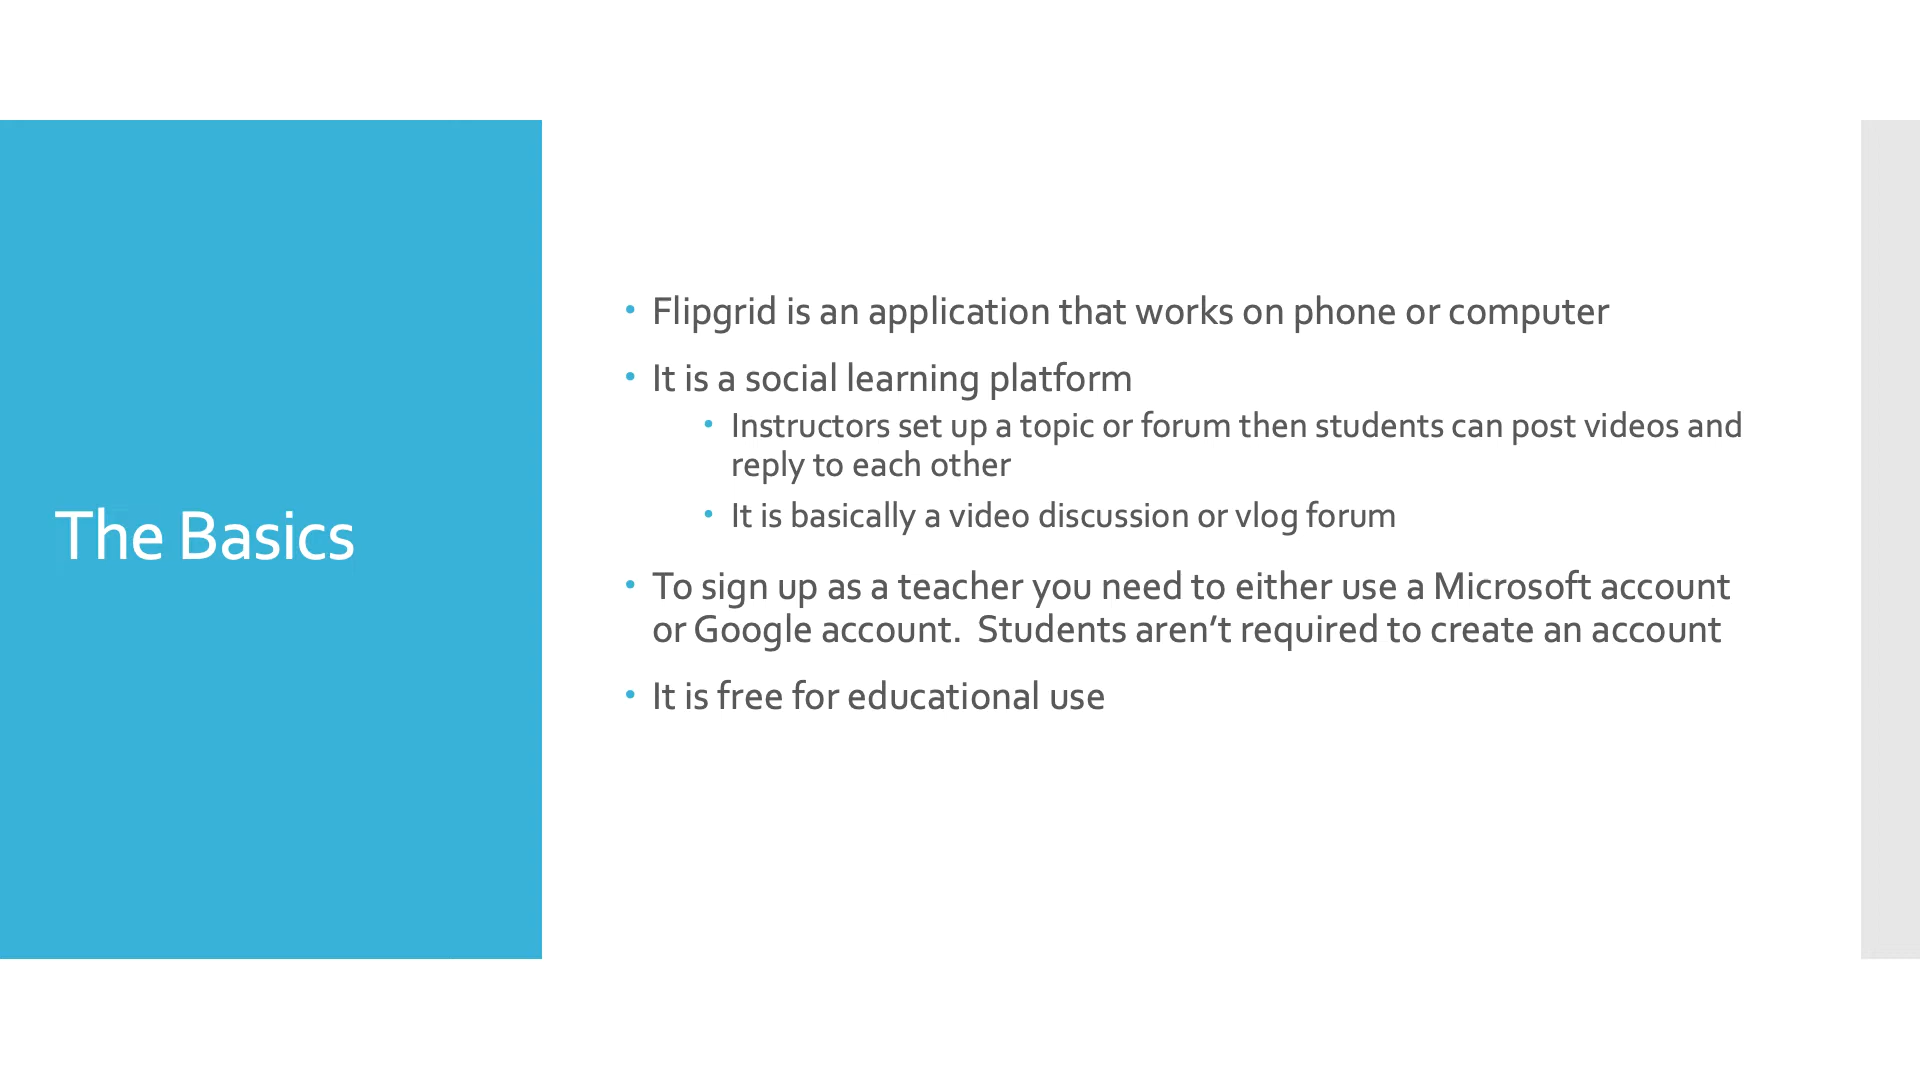 The Basics
• Flipgrid is an application that works on phone or computer
• It is a social learning platform
• Instructors set up a topic or forum then students can post videos and
reply to each other
• It is basically a video discussion or vlog forum
• To sign up as a teacher you need to either use a Microsoft account
or Google account.  Students aren’t required to create an account
• It is free for educational use